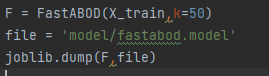 F = FastABOD(X_train,k=50)
file = 'model/fastabod.model'
joblib.dump(F,file)